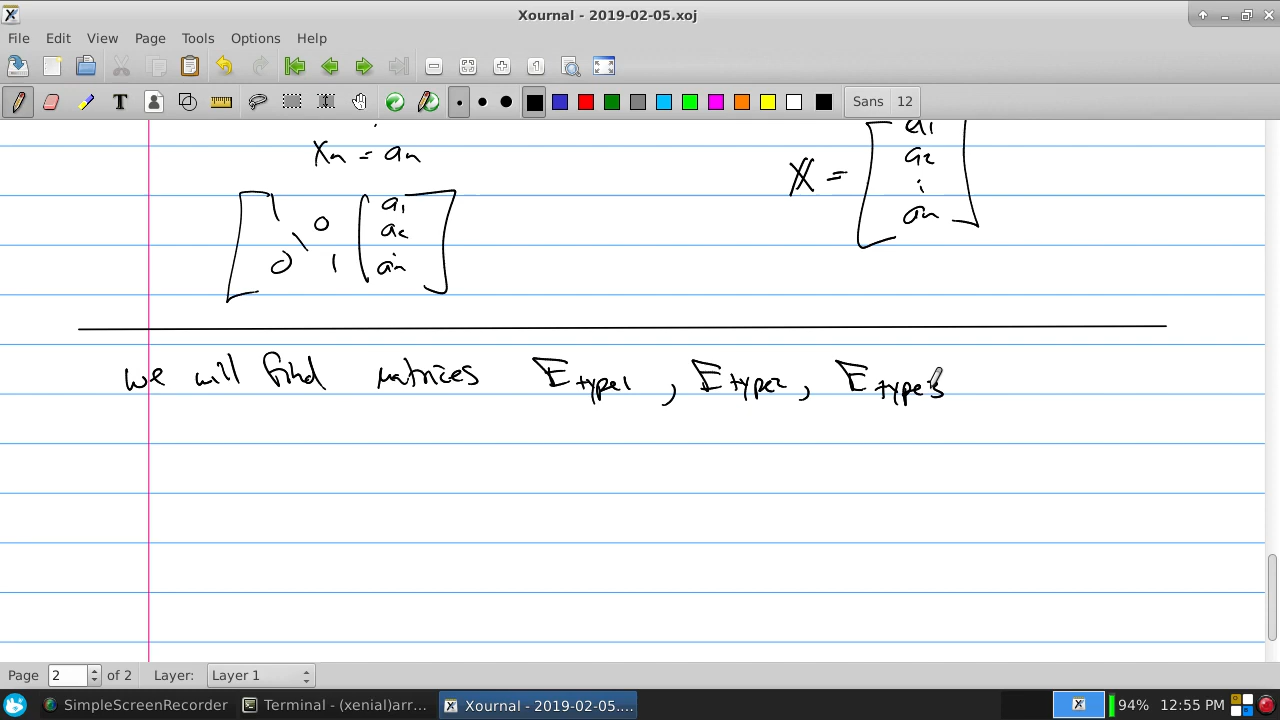 Xournal - 2019-02-05.xoj
File Edit View Page Tools Options Help
Sans 12
a1
Xn = an
a2
X =
an
1 0 a1
a2
0 1 an
we will find matrices Etype1 , Etype2 , Etype3
Page 2 of 2 Layer: Layer 1
SimpleScreenRecorder Terminal - (xenial)arr... Xournal - 2019-02-05.... 94% 12:55 PM